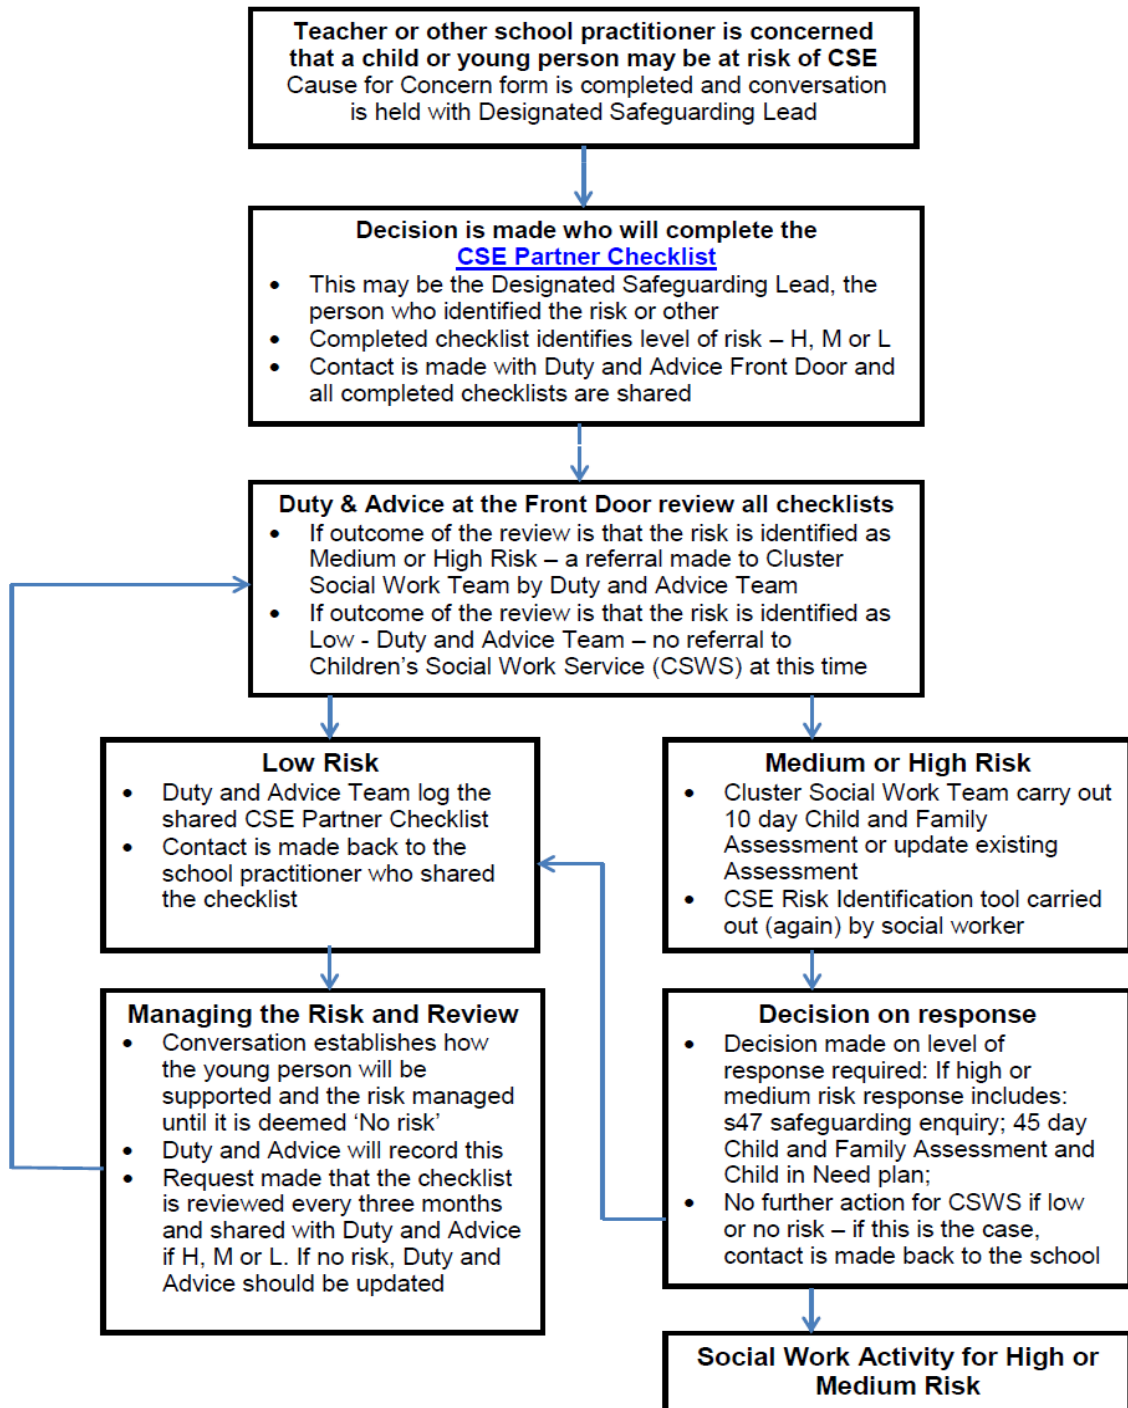 Teacher or other school practitioner is concerned
that a child or young person may be at risk of CSE
Cause for Concern form is completed and conversation
is held with Designated Safeguarding Lead
Decision is made who will complete the
CSE Partner Checklist
• This may be the Designated Safeguarding Lead, the
person who identified the risk or other
• Completed checklist identifies level of risk – H, M or L
• Contact is made with Duty and Advice Front Door and
all completed checklists are shared
Duty & Advice at the Front Door review all checklists
• If outcome of the review is that the risk is identified as
Medium or High Risk – a referral made to Cluster
Social Work Team by Duty and Advice Team
• If outcome of the review is that the risk is identified as
Low - Duty and Advice Team – no referral to
Children's Social Work Service (CSWS) at this time
Low Risk
• Duty and Advice Team log the
shared CSE Partner Checklist
• Contact is made back to the
school practitioner who shared
the checklist
Medium or High Risk
• Cluster Social Work Team carry out
10 day Child and Family
Assessment or update existing
Assessment
• CSE Risk Identification tool carried
out (again) by social worker
Managing the Risk and Review
• Conversation establishes how
the young person will be
supported and the risk managed
until it is deemed 'No risk'
• Duty and Advice will record this
• Request made that the checklist
is reviewed every three months
and shared with Duty and Advice
if H, M or L. If no risk, Duty and
Advice should be updated
Decision on response
• Decision made on level of
response required: If high or
medium risk response includes:
s47 safeguarding enquiry; 45 day
Child and Family Assessment and
Child in Need plan;
• No further action for CSWS if low
or no risk – if this is the case,
contact is made back to the school
Social Work Activity for High or
Medium Risk